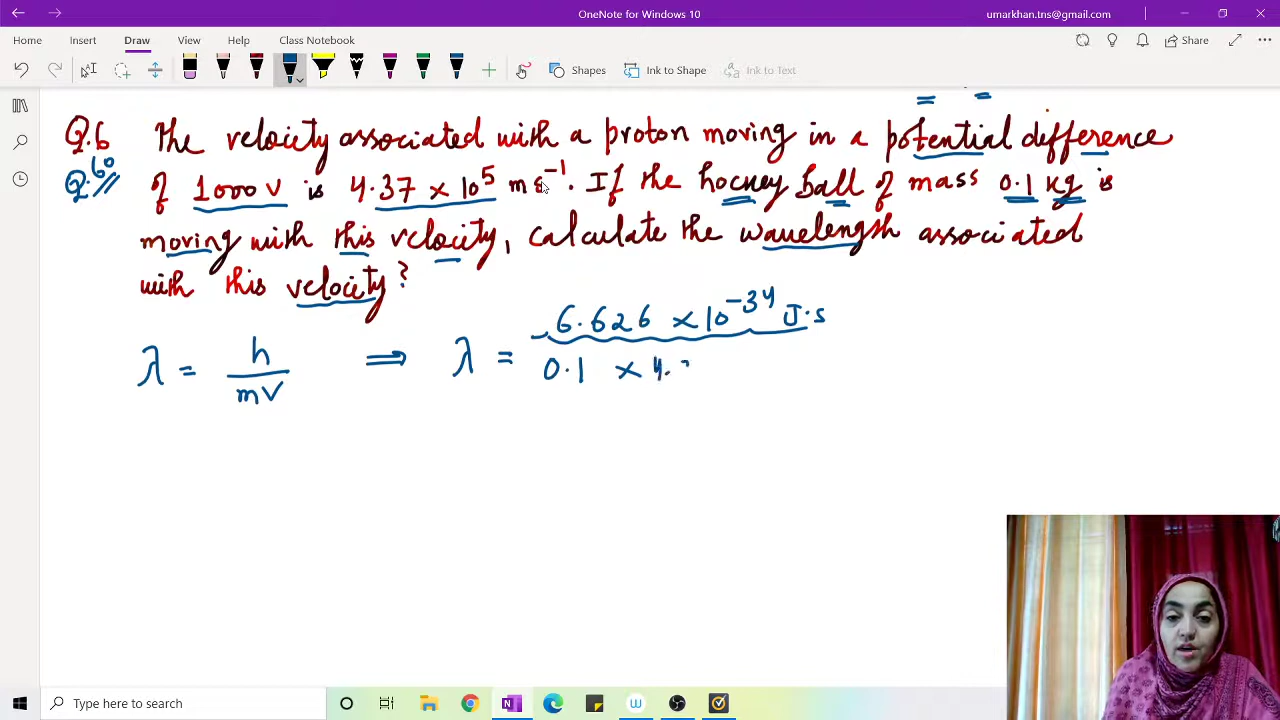 OneNote for Windows 10
umarkhan.tns@gmail.com
Home Insert Draw View Help Class Notebook
Share
Shapes
Ink to Shape
Ink to Text
Q.6 The velocity associated with a proton moving in a potential difference
Q.60 of 1000 V is 4.37 × 10⁵ m s⁻¹. If the hockey ball of mass 0.1 kg is
moving with this velocity, calculate the wavelength associated
with this velocity?
6.626 × 10⁻³⁴ J·s
λ = h ⟹ λ =
0.1 × 4.
mV
Type here to search